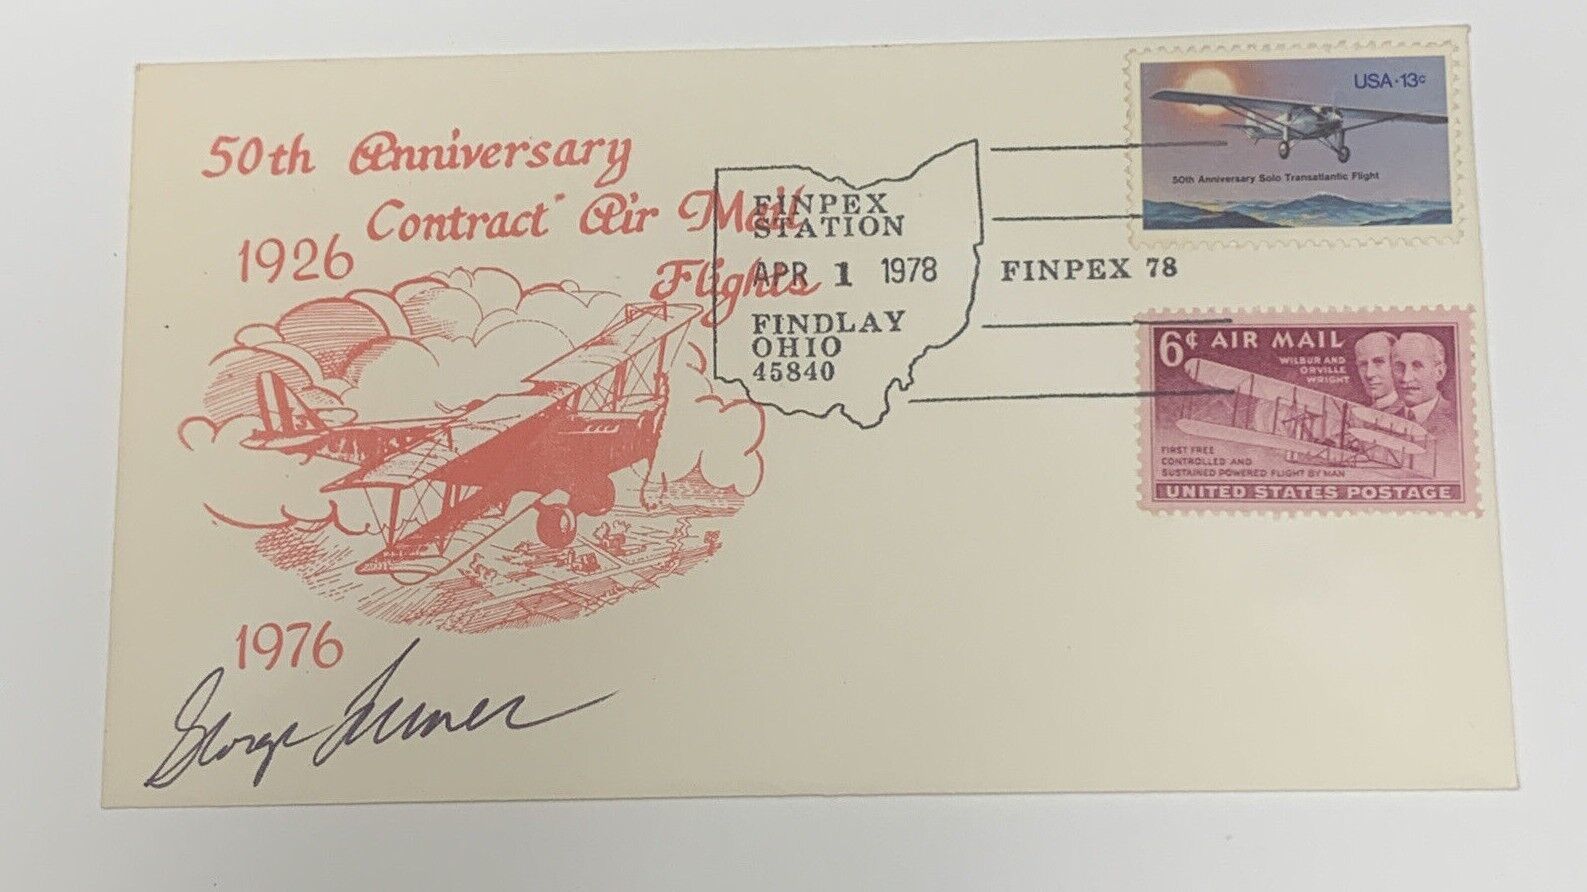 50th Anniversary
Contract Air Mail
Flights
1926
1976
George
FINPEX
STATION
APR 1 1978
FINDLAY
OHIO
45840
FINPEX 78
USA·13c
50th Anniversary Solo Transatlantic Flight
6¢ AIR MAIL
WILBUR AND
ORVILLE
WRIGHT
FIRST FREE
CONTROLLED AND
SUSTAINED POWERED FLIGHT BY MAN
UNITED STATES POSTAGE